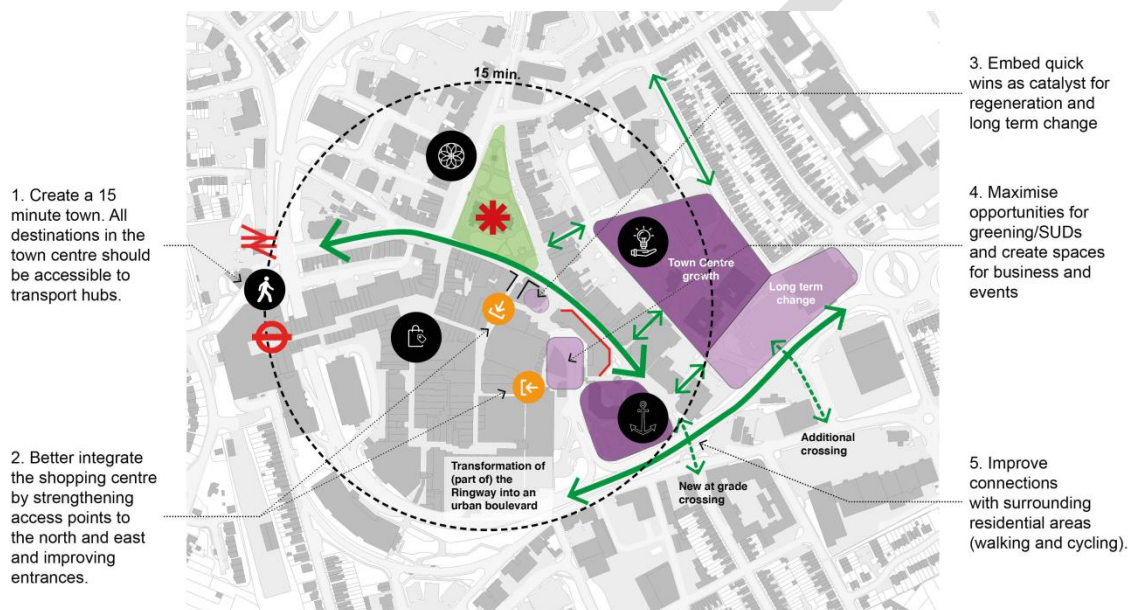 15 min.
3. Embed quick
wins as catalyst for
regeneration and
long term change
1. Create a 15
minute town. All
destinations in the
town centre should
be accessible to
transport hubs.
4. Maximise
opportunities for
greening/SUDs
and create spaces
for business and
events
Town Centre
growth
Long term
change
2. Better integrate
the shopping centre
by strengthening
access points to
the north and east
and improving
entrances.
Transformation of
(part of) the
Ringway into an
urban boulevard
New at grade
crossing
Additional
crossing
5. Improve
connections
with surrounding
residential areas
(walking and cycling).